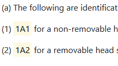 (a) The following are identificat
(1) 1A1 for a non-removable h
(2) 1A2 for a removable head s